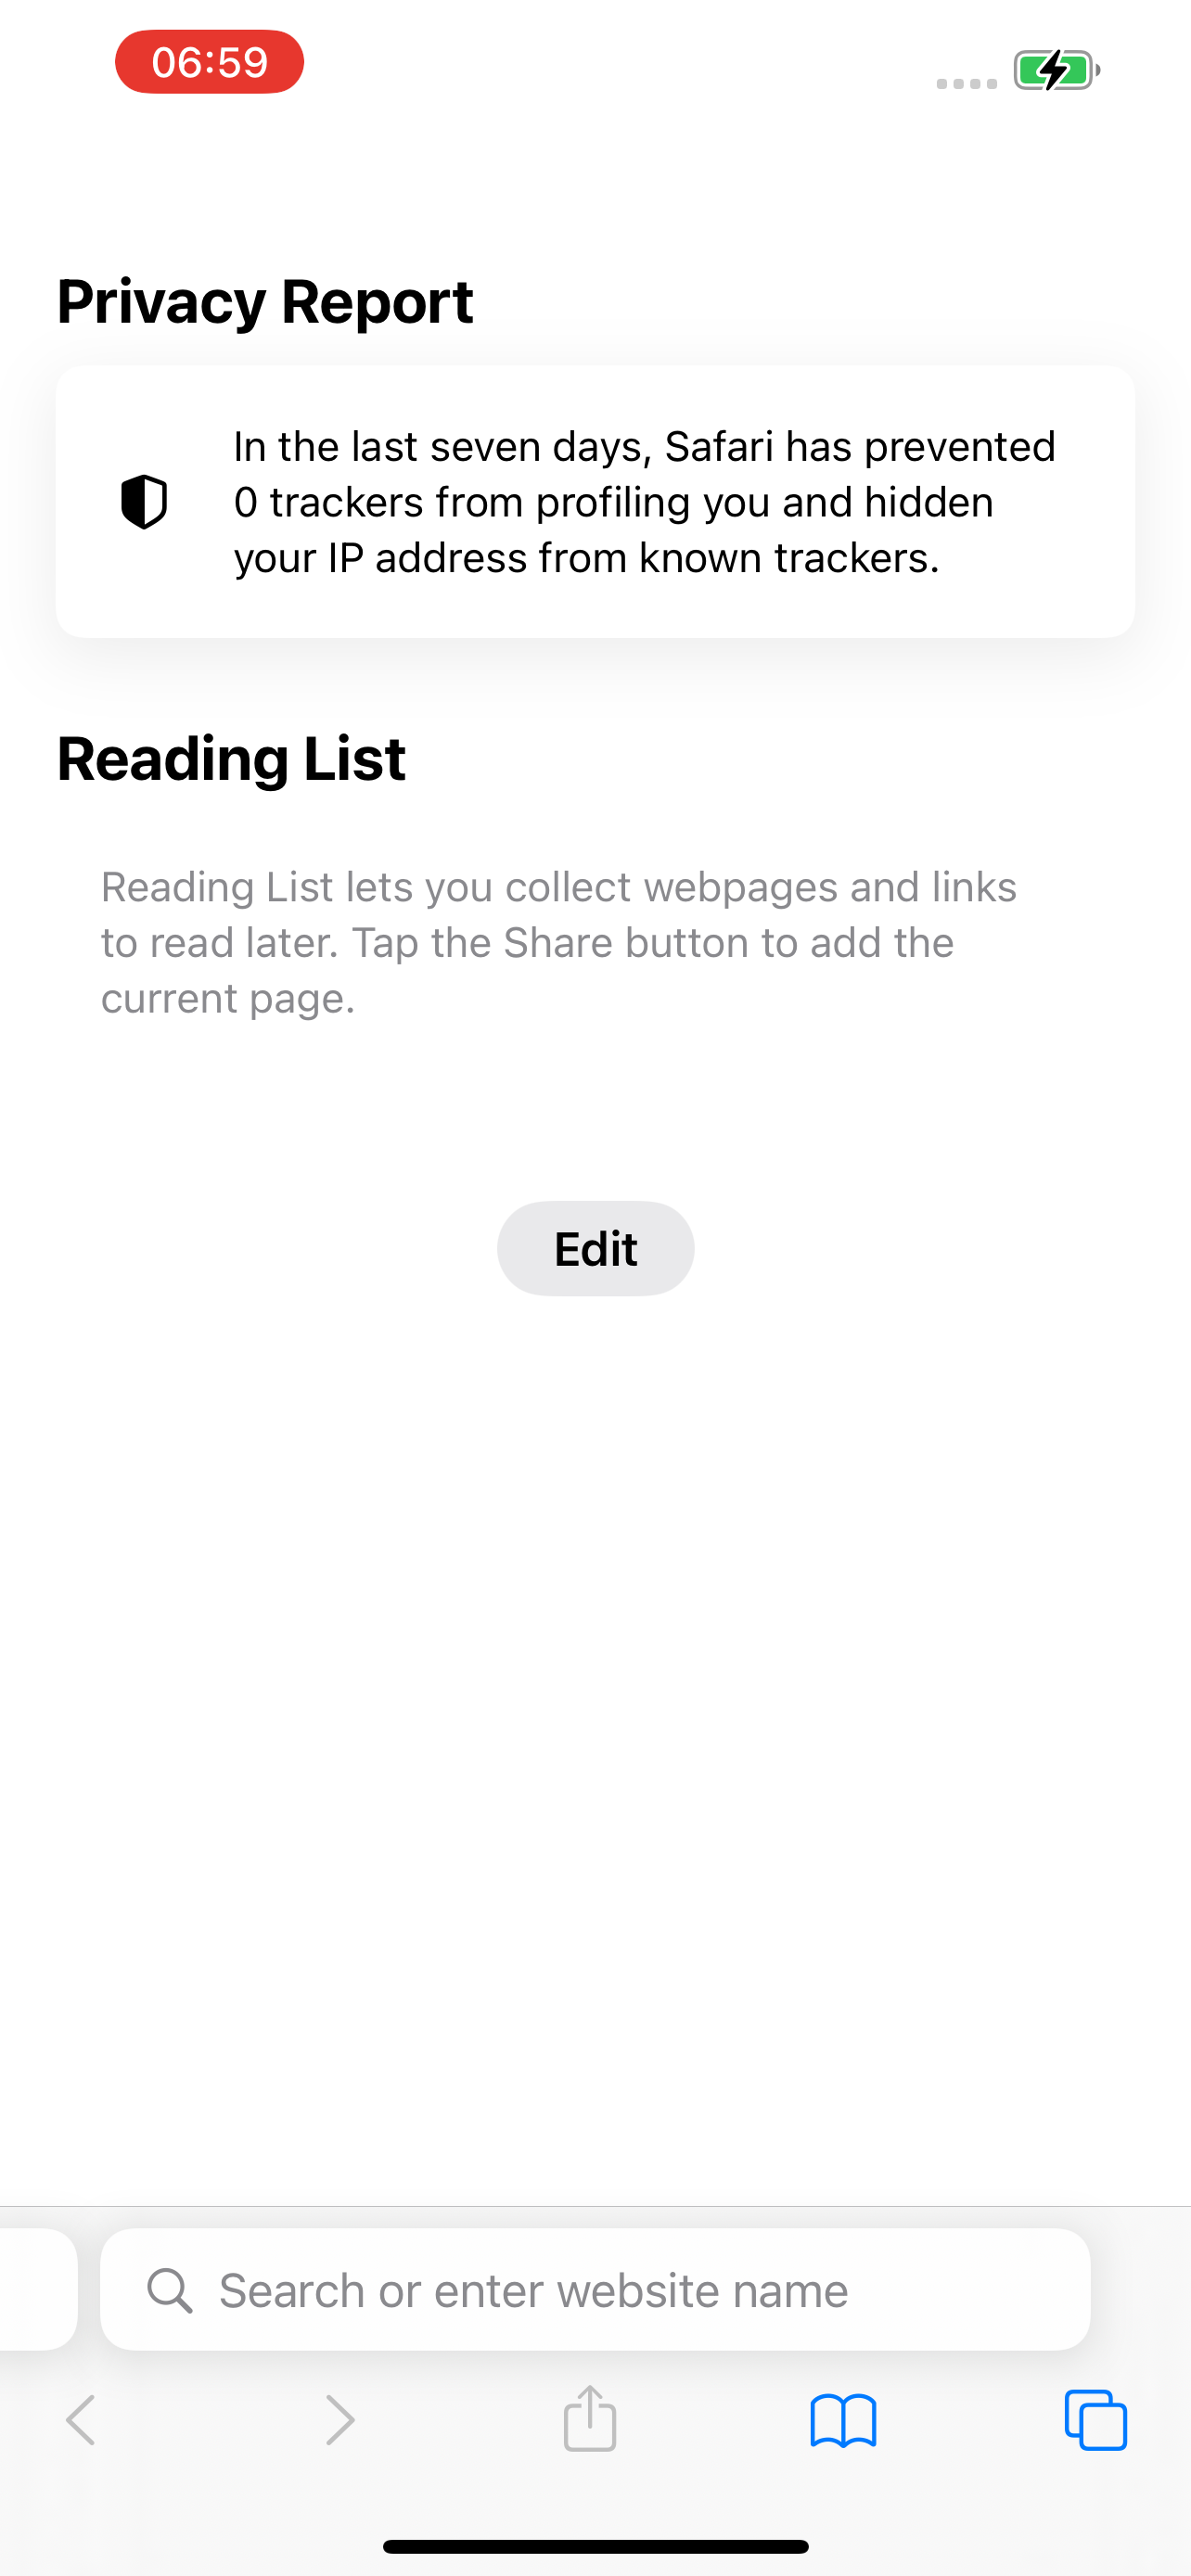 06:59
Privacy Report
In the last seven days, Safari has prevented
0 trackers from profiling you and hidden
your IP address from known trackers.
Reading List
Reading List lets you collect webpages and links
to read later. Tap the Share button to add the
current page.
Edit
Search or enter website name